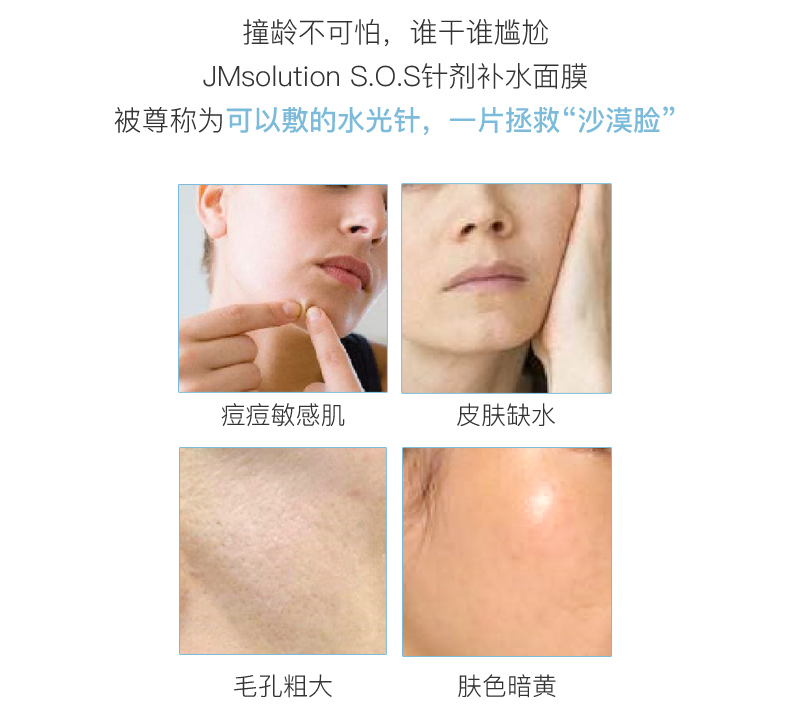 撞龄不可怕，谁干谁尴尬
JMsolution S.O.S针剂补水面膜
被尊称为可以敷的水光针，一片拯救“沙漠脸”
痘痘敏感肌
皮肤缺水
毛孔粗大
肤色暗黄